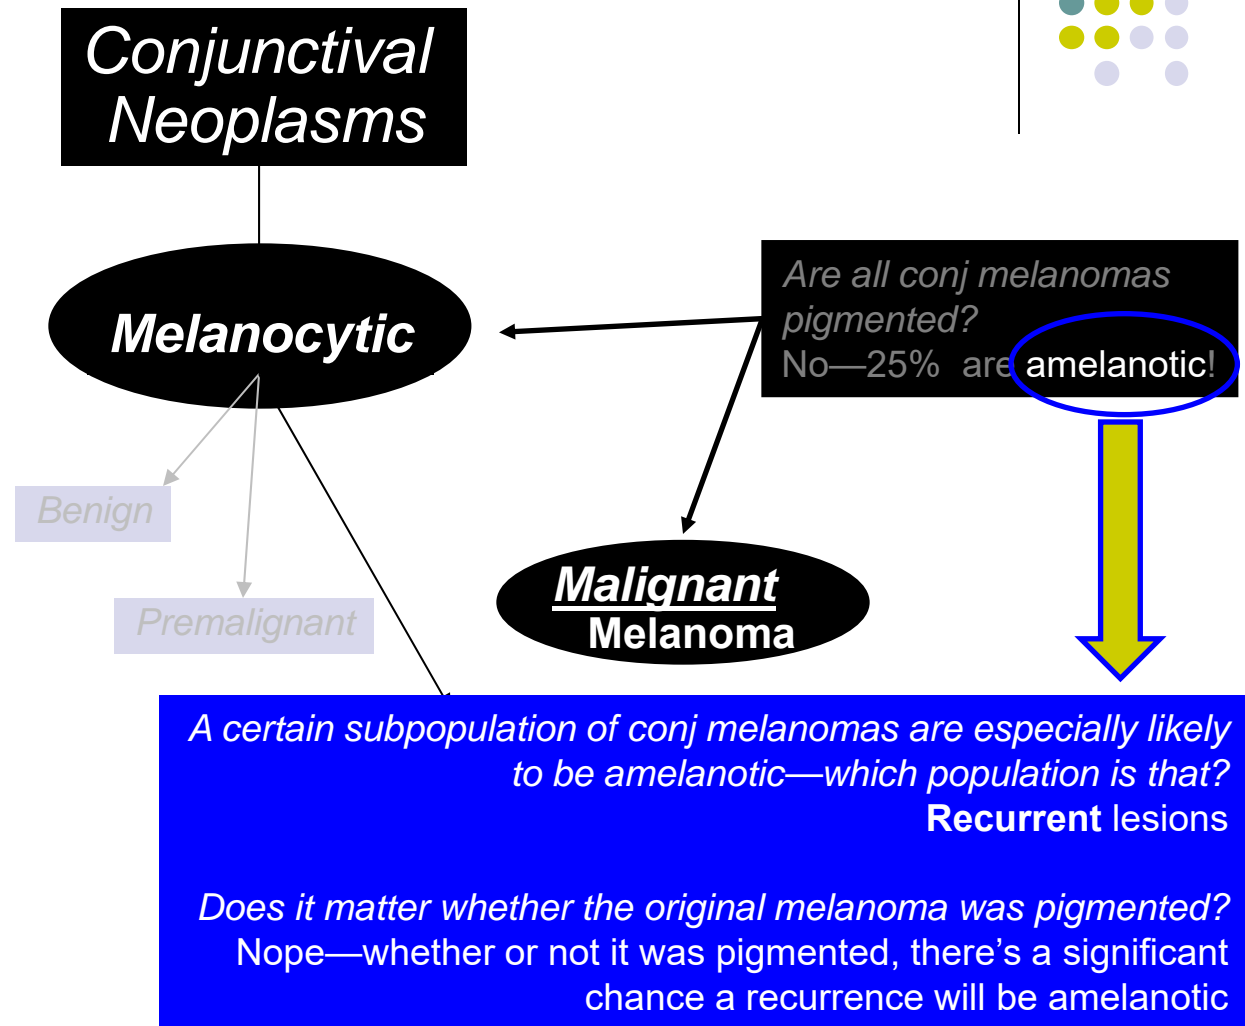 Conjunctival
Neoplasms
Are all conj melanomas
pigmented?
No—25%  are amelanotic!
Melanocytic
Benign
Premalignant
Malignant
Melanoma
A certain subpopulation of conj melanomas are especially likely
to be amelanotic—which population is that?
Recurrent lesions
Does it matter whether the original melanoma was pigmented?
Nope—whether or not it was pigmented, there’s a significant
chance a recurrence will be amelanotic